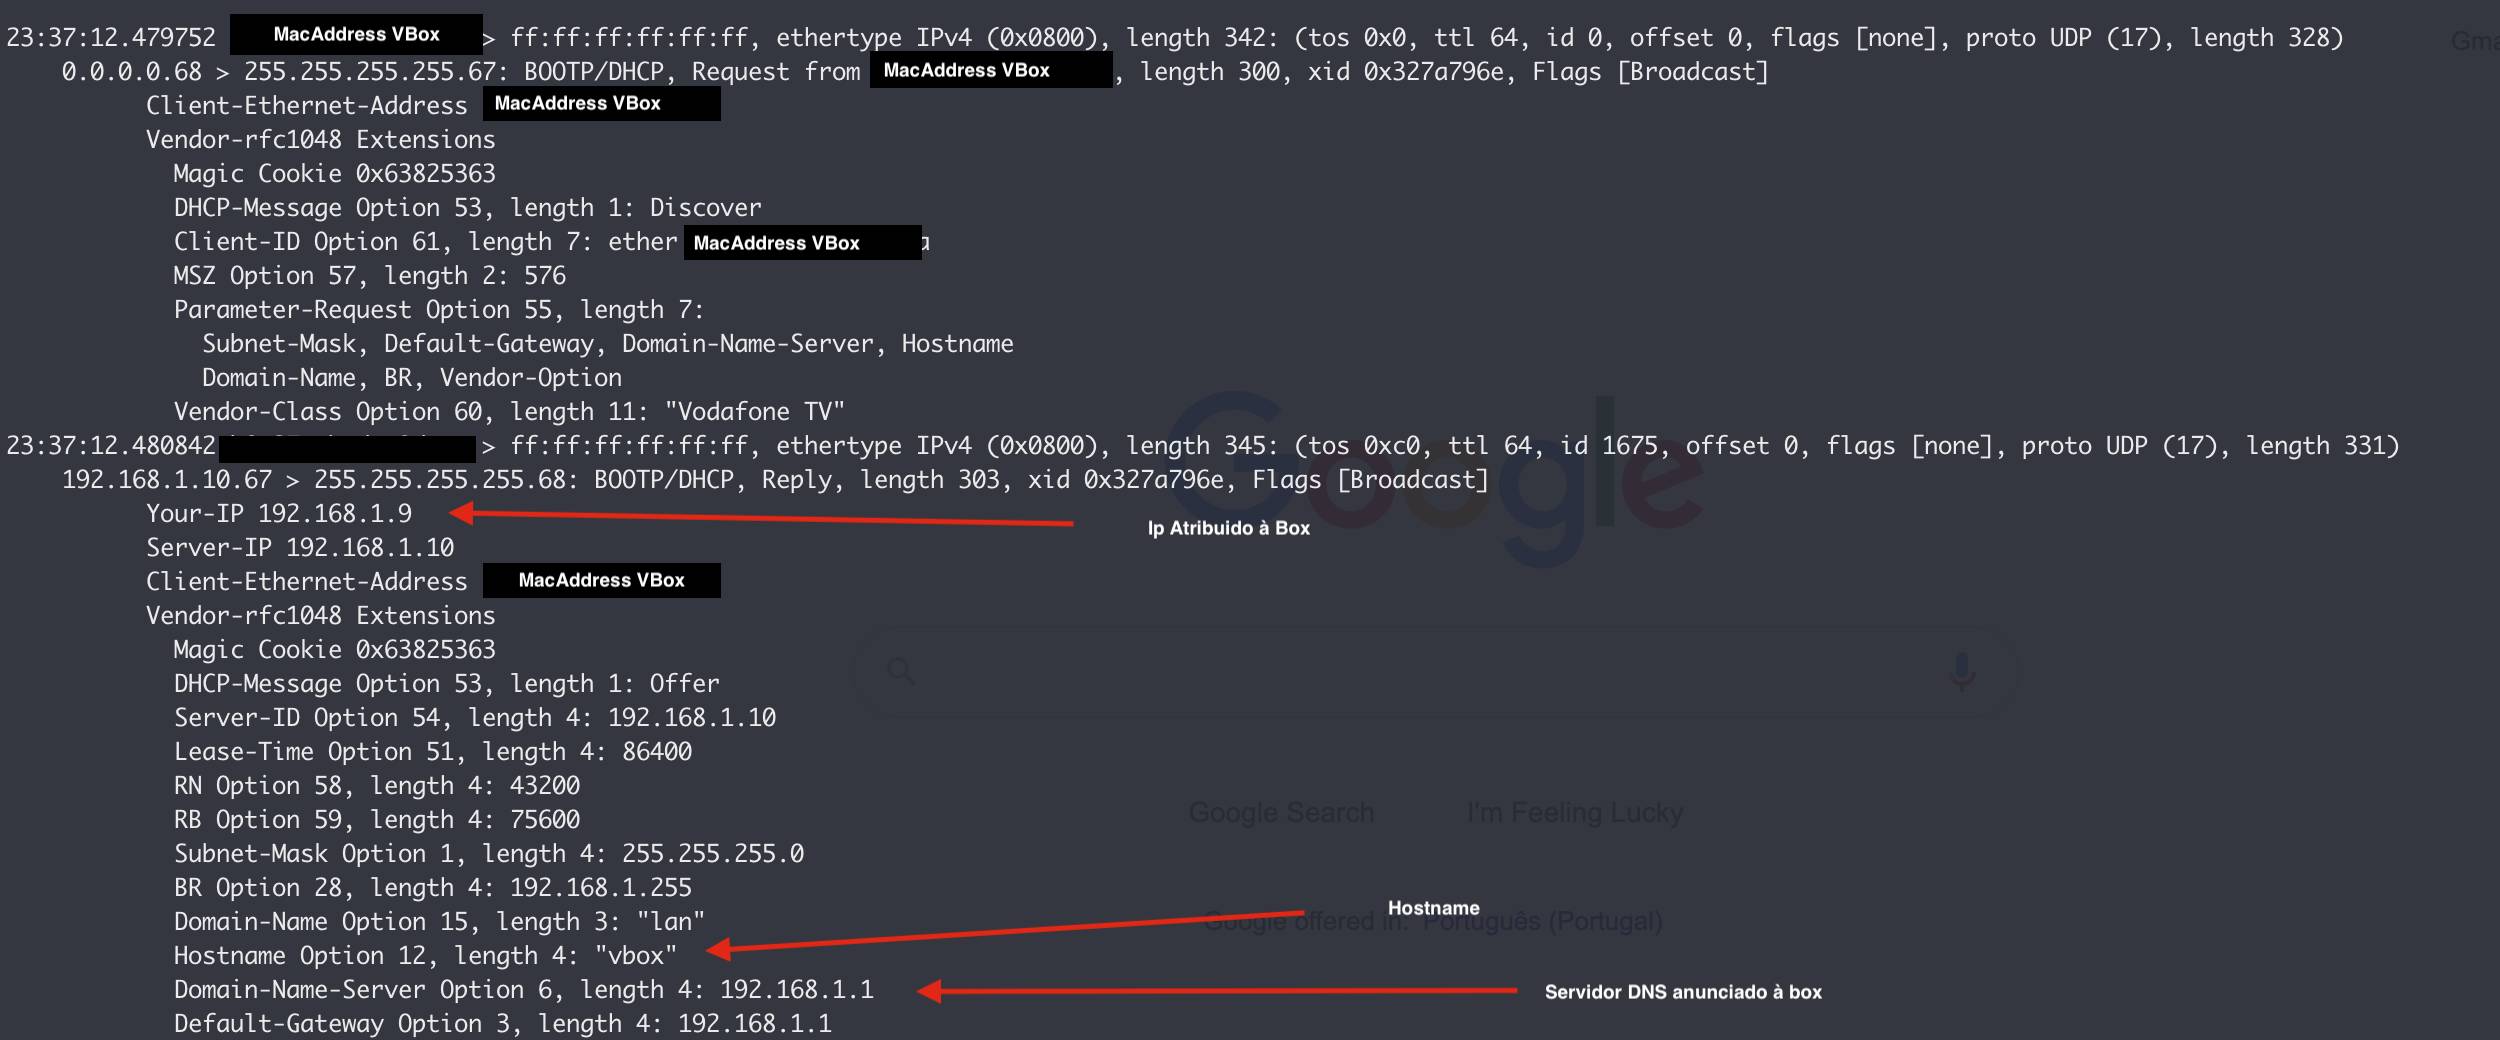 23:37:12.479752 MacAddress VBox > ff:ff:ff:ff:ff:ff, ethertype IPv4 (0x0800), length 342: (tos 0x0, ttl 64, id 0, offset 0, flags [none], proto UDP (17), length 328)
0.0.0.0.68 > 255.255.255.255.67: BOOTP/DHCP, Request from MacAddress VBox , length 300, xid 0x327a796e, Flags [Broadcast]
Client-Ethernet-Address MacAddress VBox
Vendor-rfc1048 Extensions
Magic Cookie 0x63825363
DHCP-Message Option 53, length 1: Discover
Client-ID Option 61, length 7: ether MacAddress VBox a
MSZ Option 57, length 2: 576
Parameter-Request Option 55, length 7:
Subnet-Mask, Default-Gateway, Domain-Name-Server, Hostname
Domain-Name, BR, Vendor-Option
Vendor-Class Option 60, length 11: "Vodafone TV"
23:37:12.480842 > ff:ff:ff:ff:ff:ff, ethertype IPv4 (0x0800), length 345: (tos 0xc0, ttl 64, id 1675, offset 0, flags [none], proto UDP (17), length 331)
192.168.1.10.67 > 255.255.255.255.68: BOOTP/DHCP, Reply, length 303, xid 0x327a796e, Flags [Broadcast]
Google
Your-IP 192.168.1.9
Ip Atribuido à Box
Server-IP 192.168.1.10
Client-Ethernet-Address MacAddress VBox
Vendor-rfc1048 Extensions
Magic Cookie 0x63825363
DHCP-Message Option 53, length 1: Offer
Server-ID Option 54, length 4: 192.168.1.10
Lease-Time Option 51, length 4: 86400
RN Option 58, length 4: 43200
Google Search I'm Feeling Lucky
RB Option 59, length 4: 75600
Subnet-Mask Option 1, length 4: 255.255.255.0
BR Option 28, length 4: 192.168.1.255
Hostname
Domain-Name Option 15, length 3: "lan"
Google offered in: Português (Portugal)
Hostname Option 12, length 4: "vbox"
Domain-Name-Server Option 6, length 4: 192.168.1.1
Servidor DNS anunciado à box
Default-Gateway Option 3, length 4: 192.168.1.1